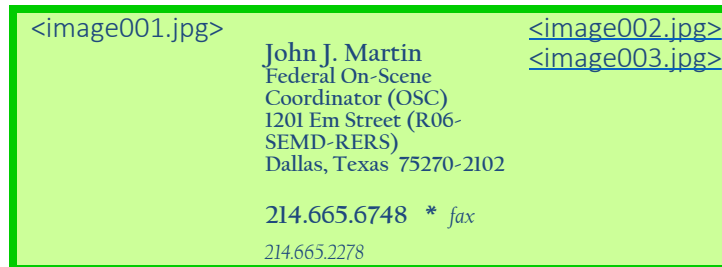 <image001.jpg>
John J. Martin
Federal On-Scene
Coordinator (OSC)
1201 Em Street (R06-
SEMD-RERS)
Dallas, Texas 75270-2102
214.665.6748 * fax
214.665.2278
<image002.jpg>
<image003.jpg>